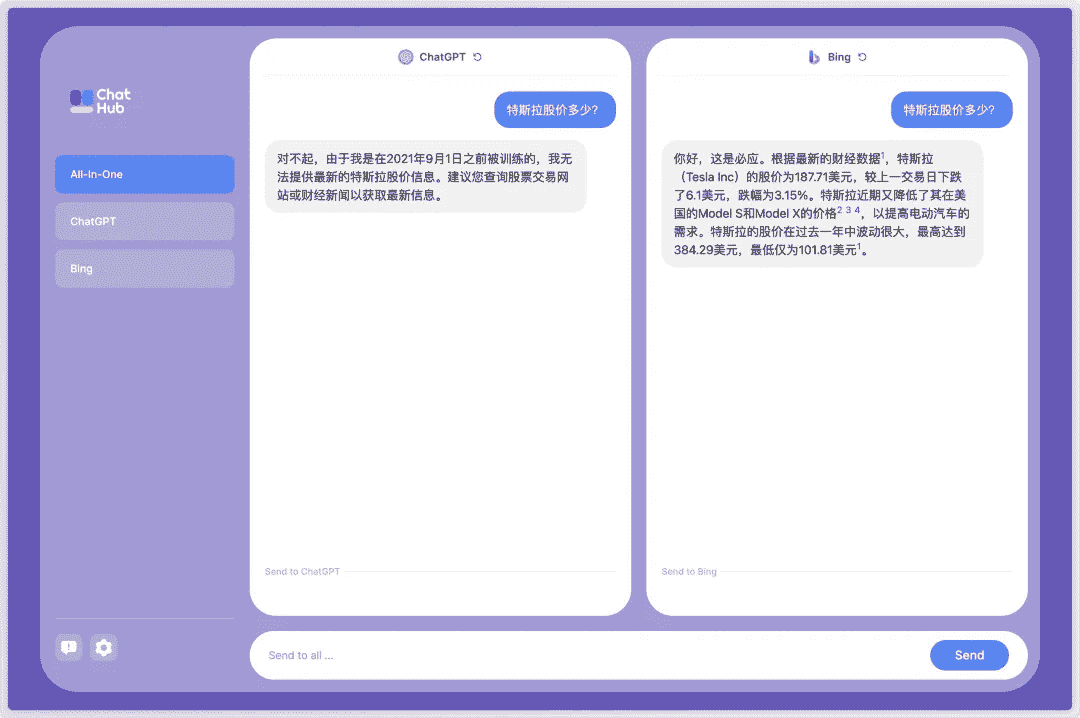 Chat
Hub
All-In-One
ChatGPT
Bing
ChatGPT
特斯拉股价多少？
对不起，由于我是在2021年9月1日之前被训练的，我无
法提供最新的特斯拉股价信息。建议您查询股票交易网
站或财经新闻以获取最新信息。
Send to ChatGPT
Bing
特斯拉股价多少？
你好，这是必应。根据最新的财经数据1，特斯拉
（Tesla Inc）的股价为187.71美元，较上一交易日下跌
了6.1美元，跌幅为3.15%。特斯拉近期又降低了其在美
国的Model S和Model X的价格2 3 4，以提高电动汽车的
需求。特斯拉的股价在过去一年中波动很大，最高达到
384.29美元，最低仅为101.81美元1。
Send to Bing
Send to all ...
Send